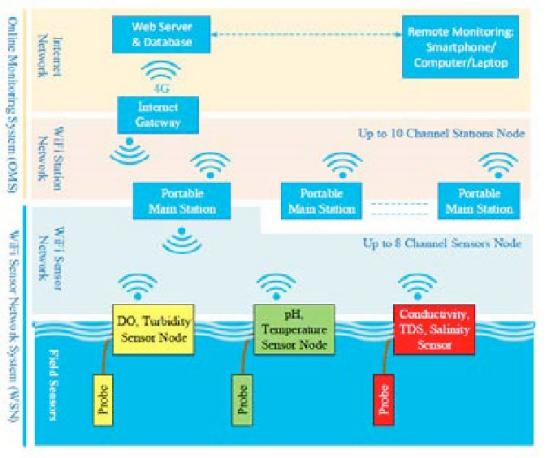 Online Monitoring System (OMS)
WiFi Sensor Network System (WSN)
Internet
Network
Web Server
& Database
Remote Monitoring:
Smartphone/
Computer/Laptop
4G
Internet
Gateway
WiFi Station
Network
Up to 10 Channel Stations Node
Portable
Main Station
Portable
Main Station
Portable
Main Station
WiFi Sensor
Network
Up to 8 Channel Sensors Node
DO, Turbidity
Sensor Node
pH,
Temperature
Sensor Node
Conductivity,
TDS, Salinity
Sensor
Field Sensors
Probe
Probe
Probe